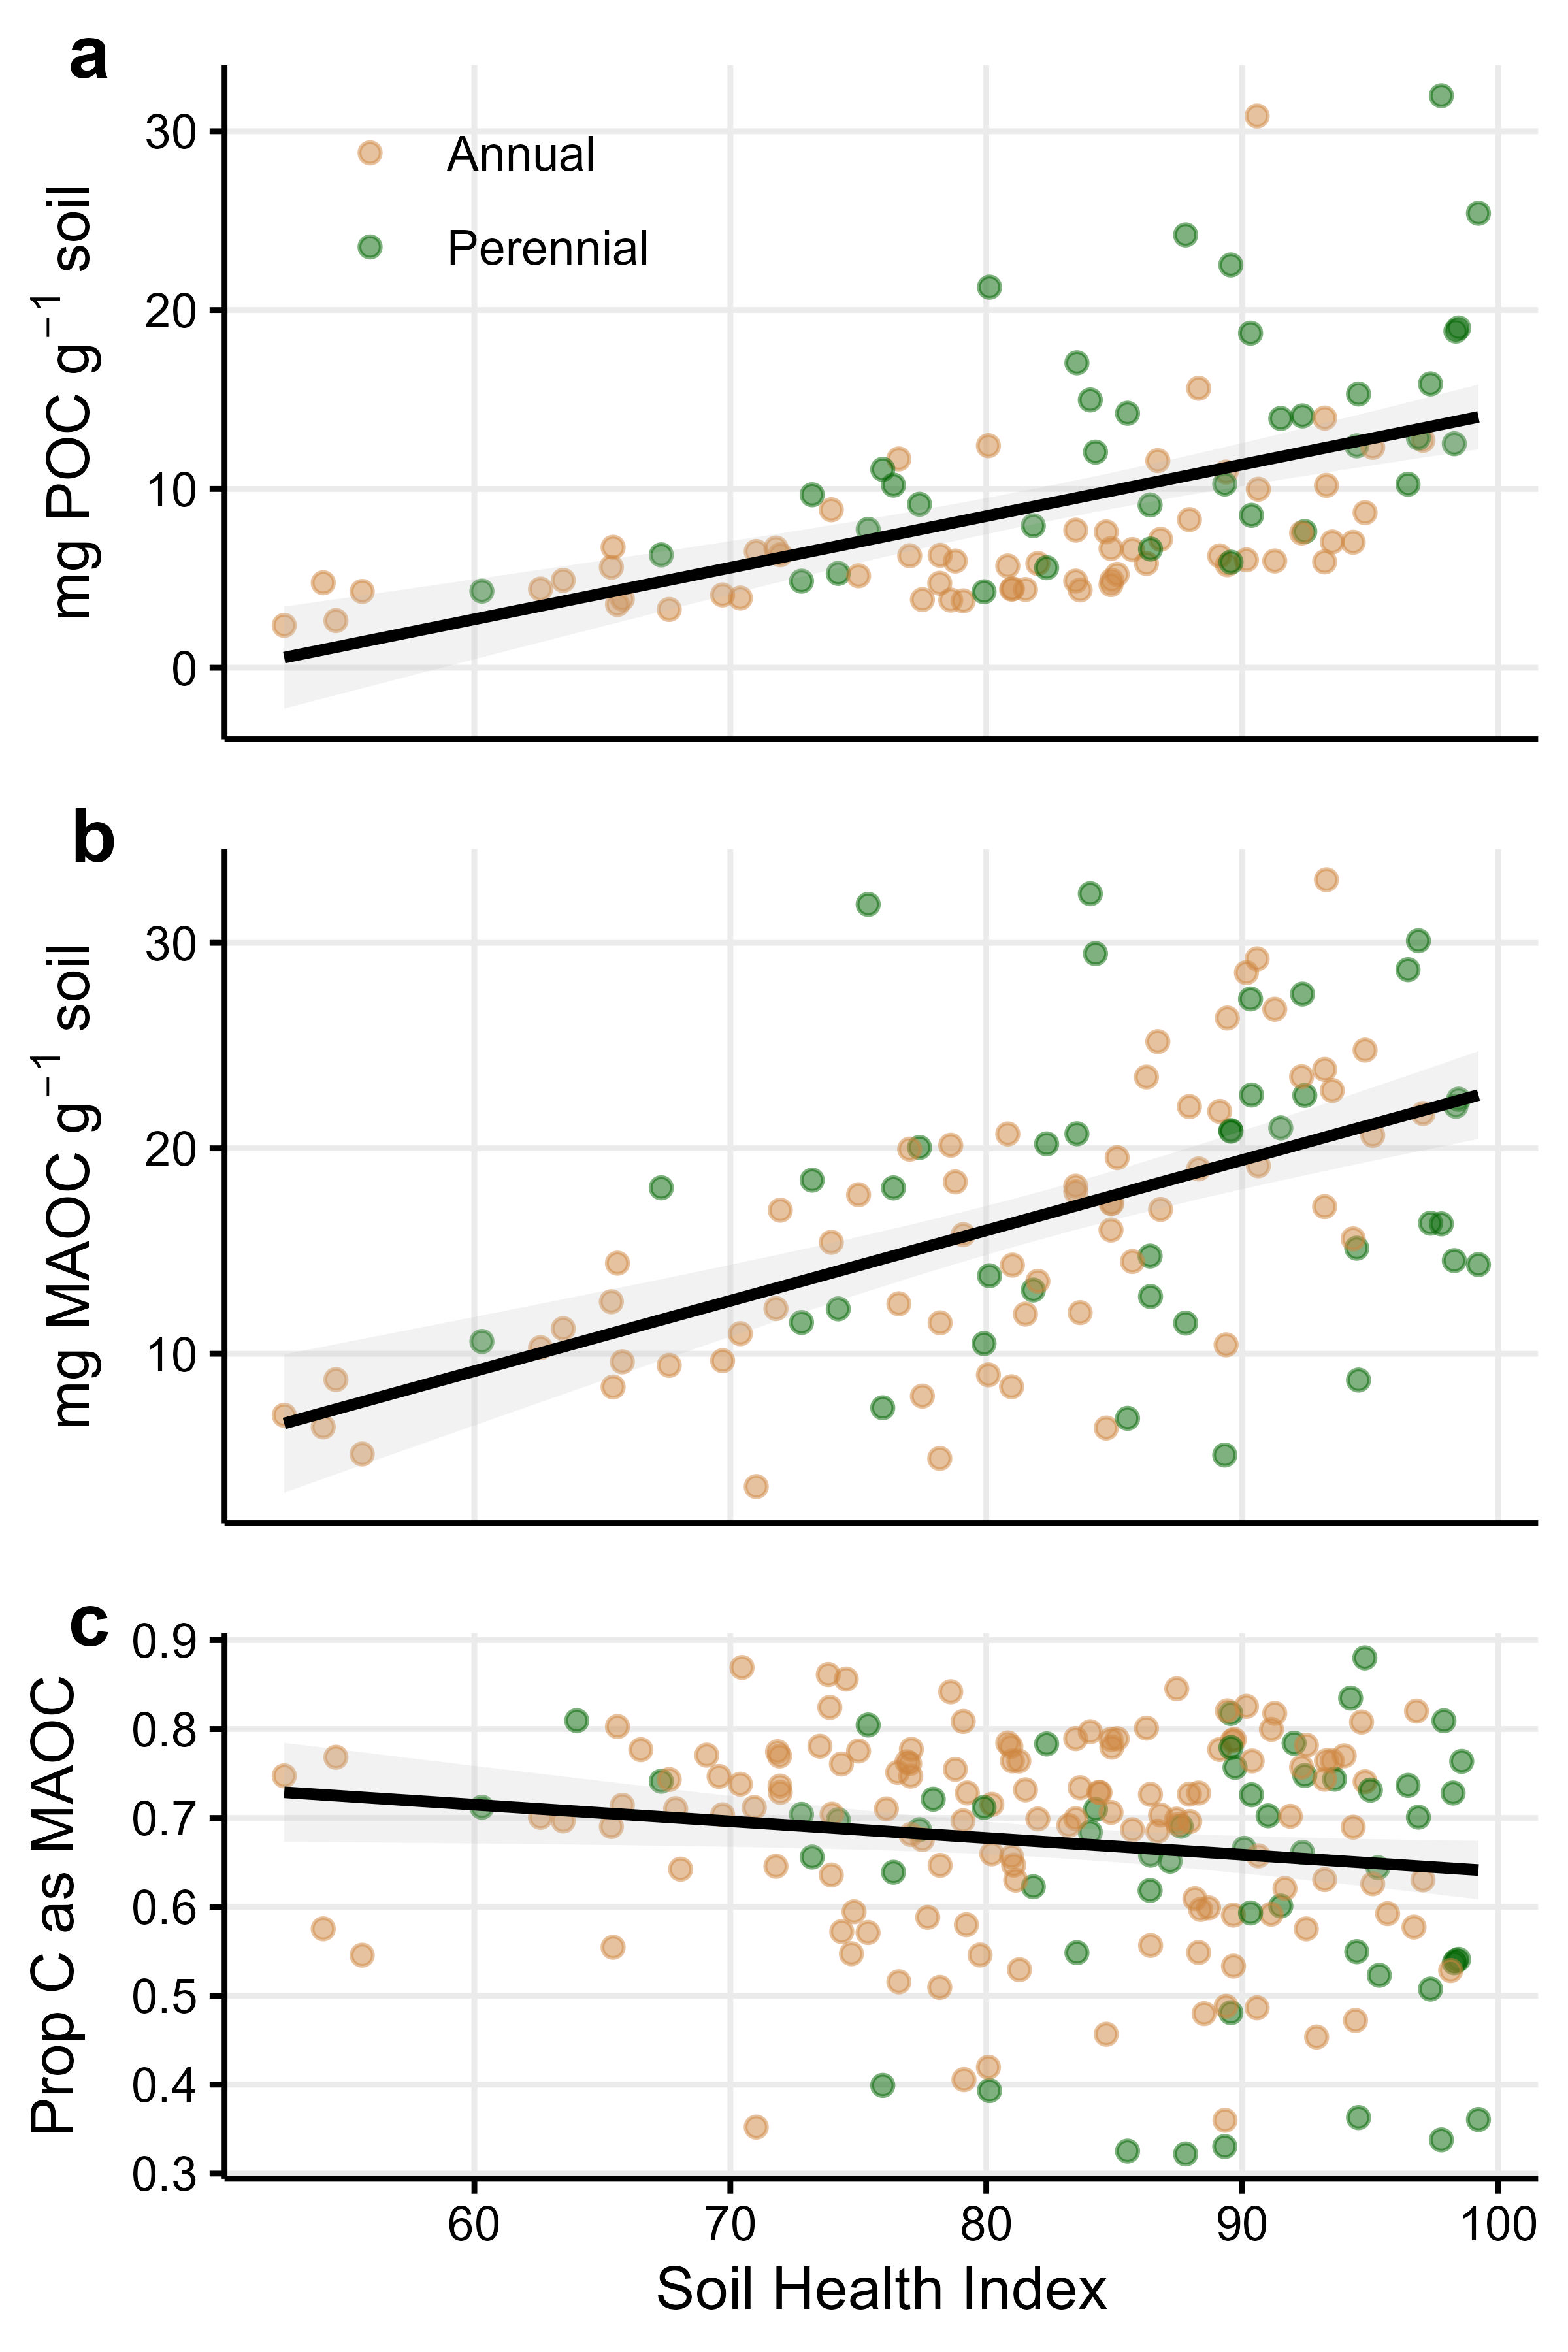 a
30
20
10
0
mg POC g⁻¹ soil
Annual
Perennial
b
30
20
10
mg MAOC g⁻¹ soil
c
0.9
0.8
0.7
0.6
0.5
0.4
0.3
Prop C as MAOC
60 70 80 90 100
Soil Health Index